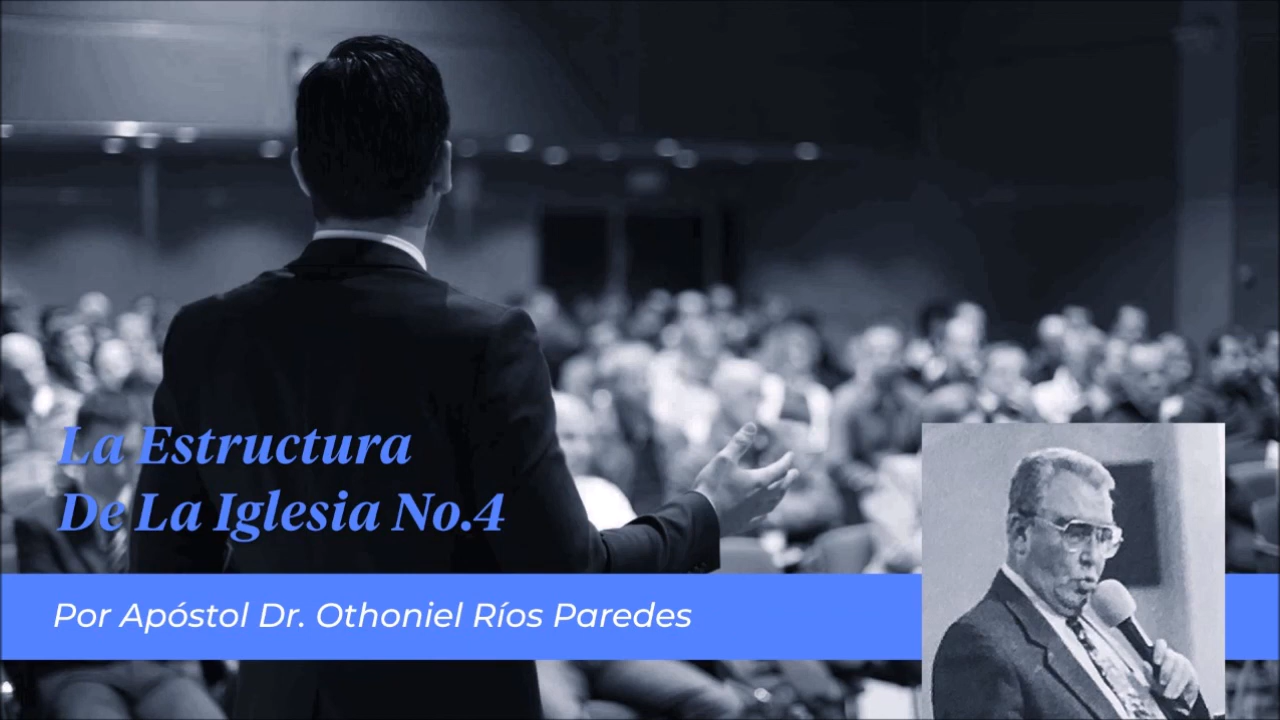 La Estructura
De La Iglesia No.4
Por Apóstol Dr. Othoniel Ríos Paredes